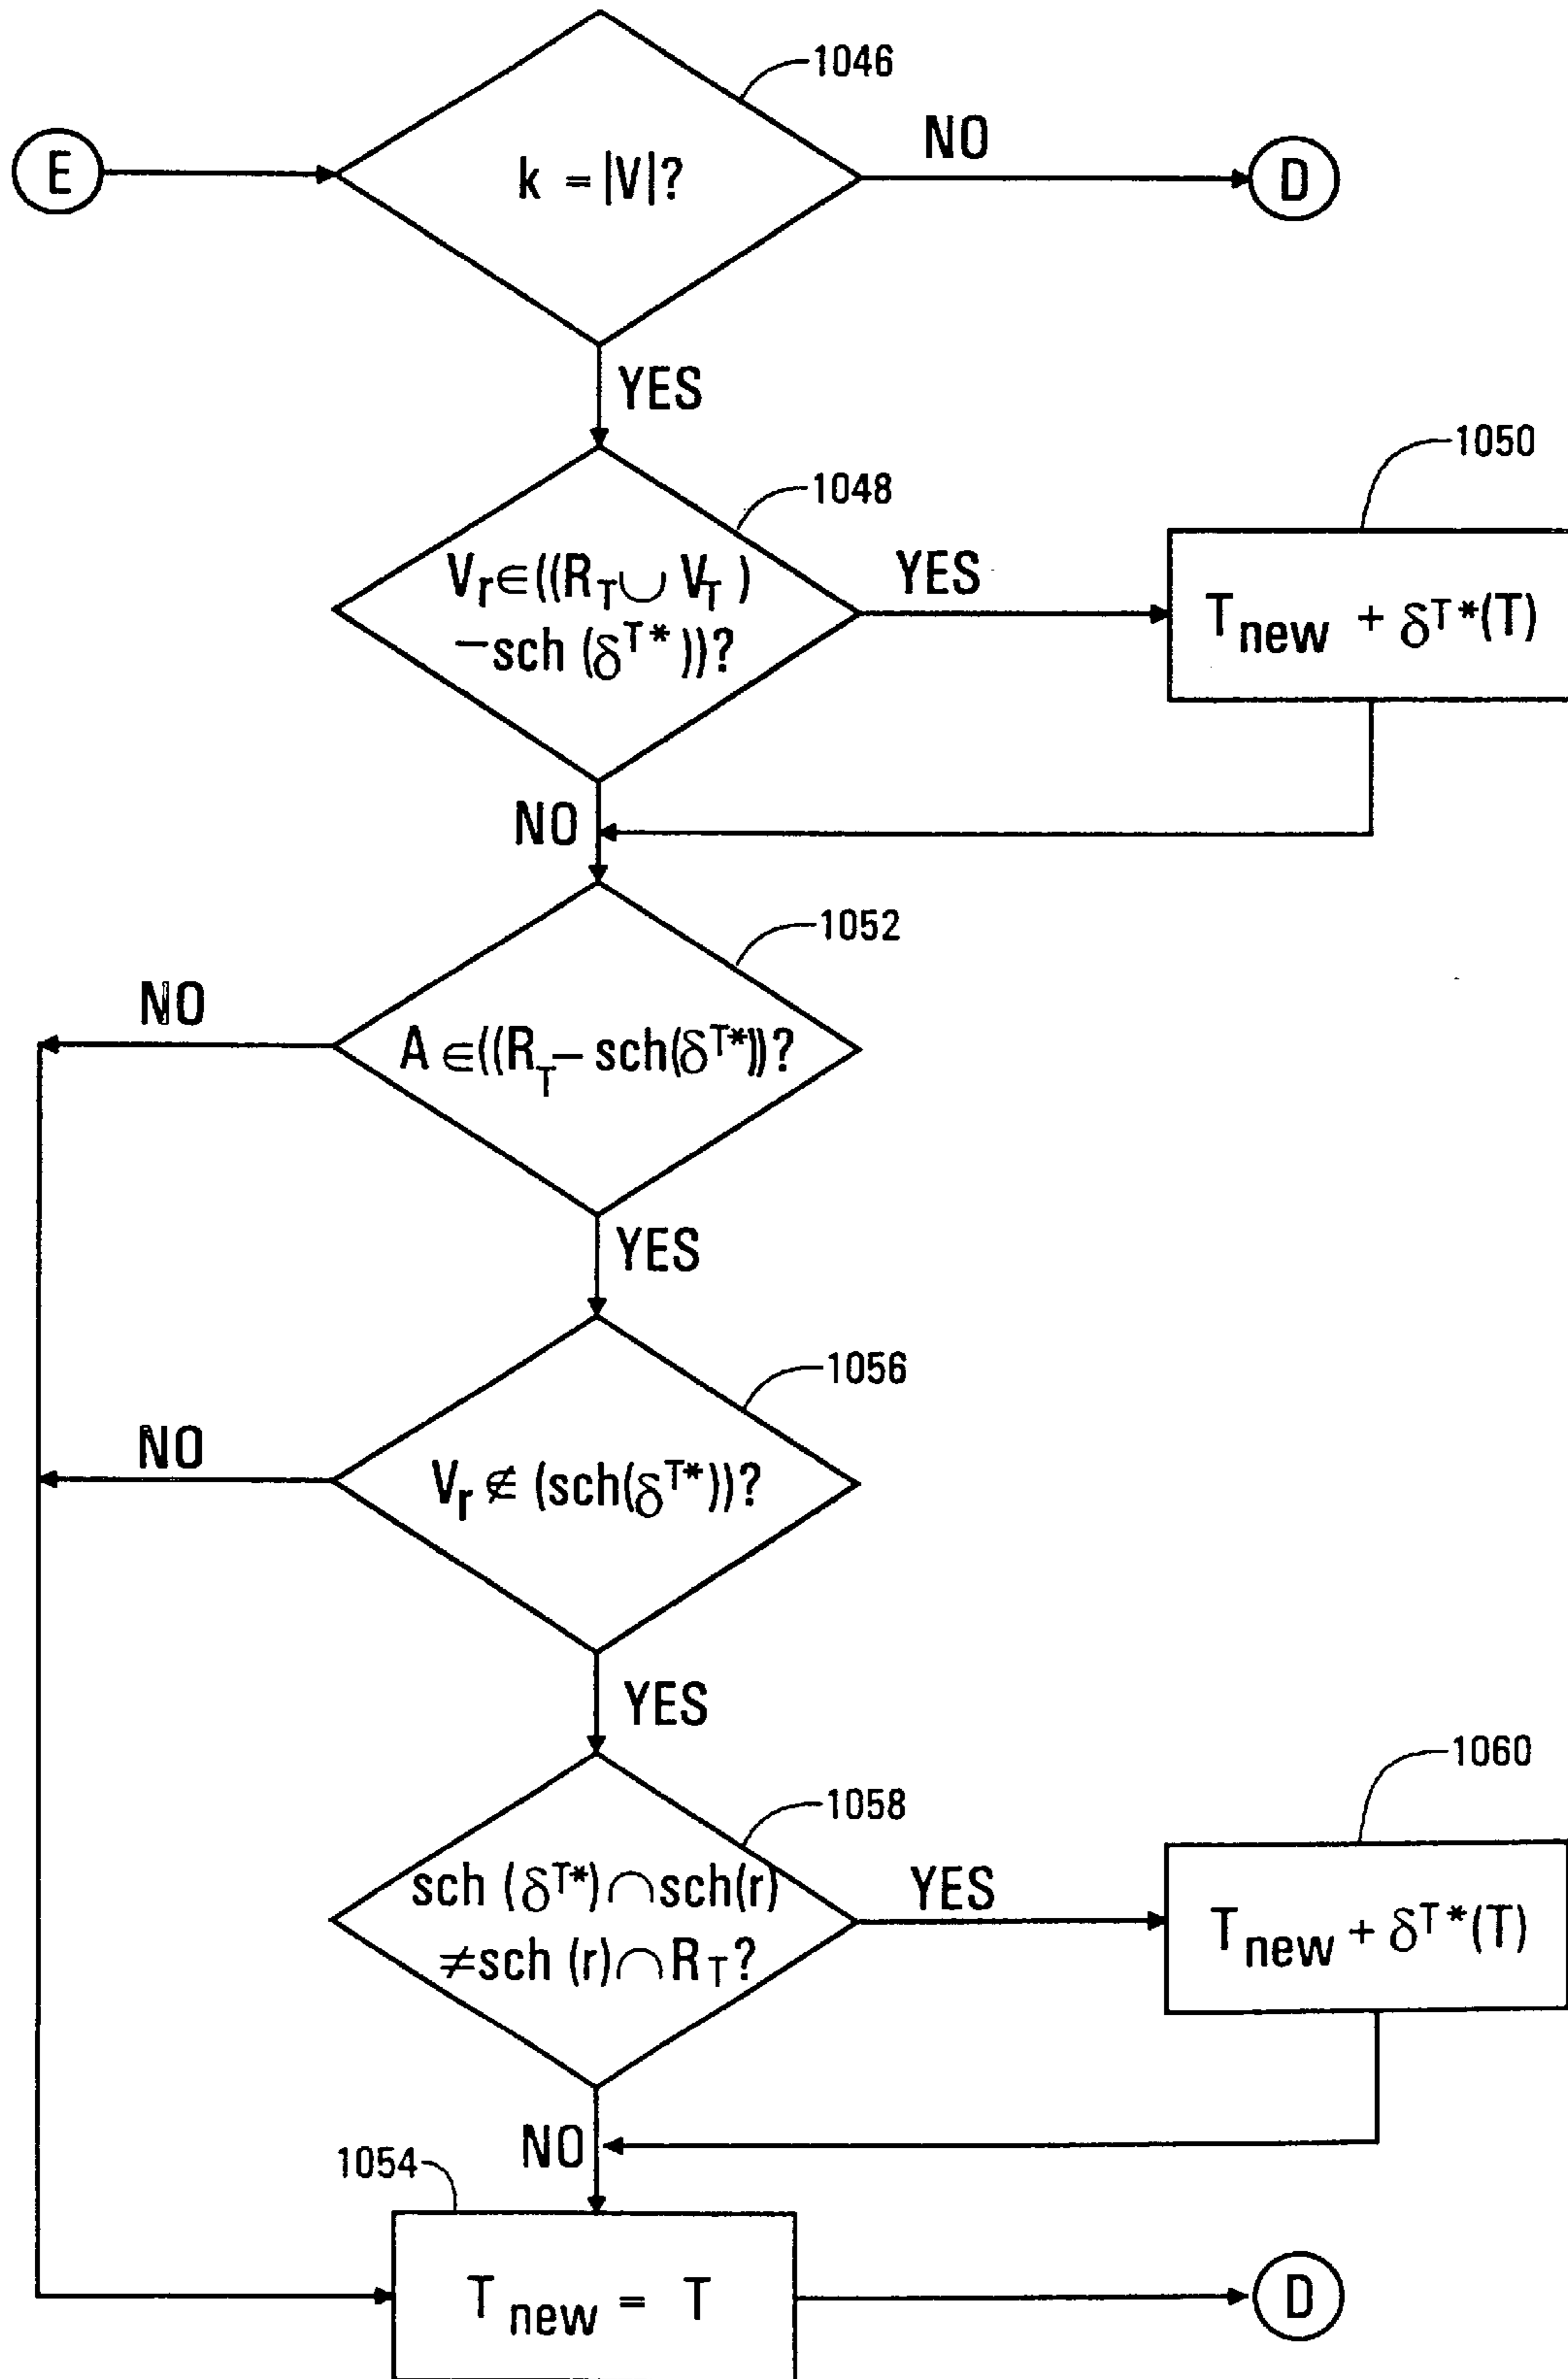 1046
E
k = |V|?
NO
D
YES
1048
1050
V_r ∈ ((R_T ∪ V_T)
−sch (δ^T*))?
YES
T_new + δ^T*(T)
NO
1052
NO
A ∈ ((R_T − sch(δ^T*))?
YES
1056
NO
V_r ∉ (sch(δ^T*))?
YES
1058
1060
sch (δ^T*) ∩ sch(r)
≠ sch (r) ∩ R_T?
YES
T_new + δ^T*(T)
NO
1054
T_new = T
D